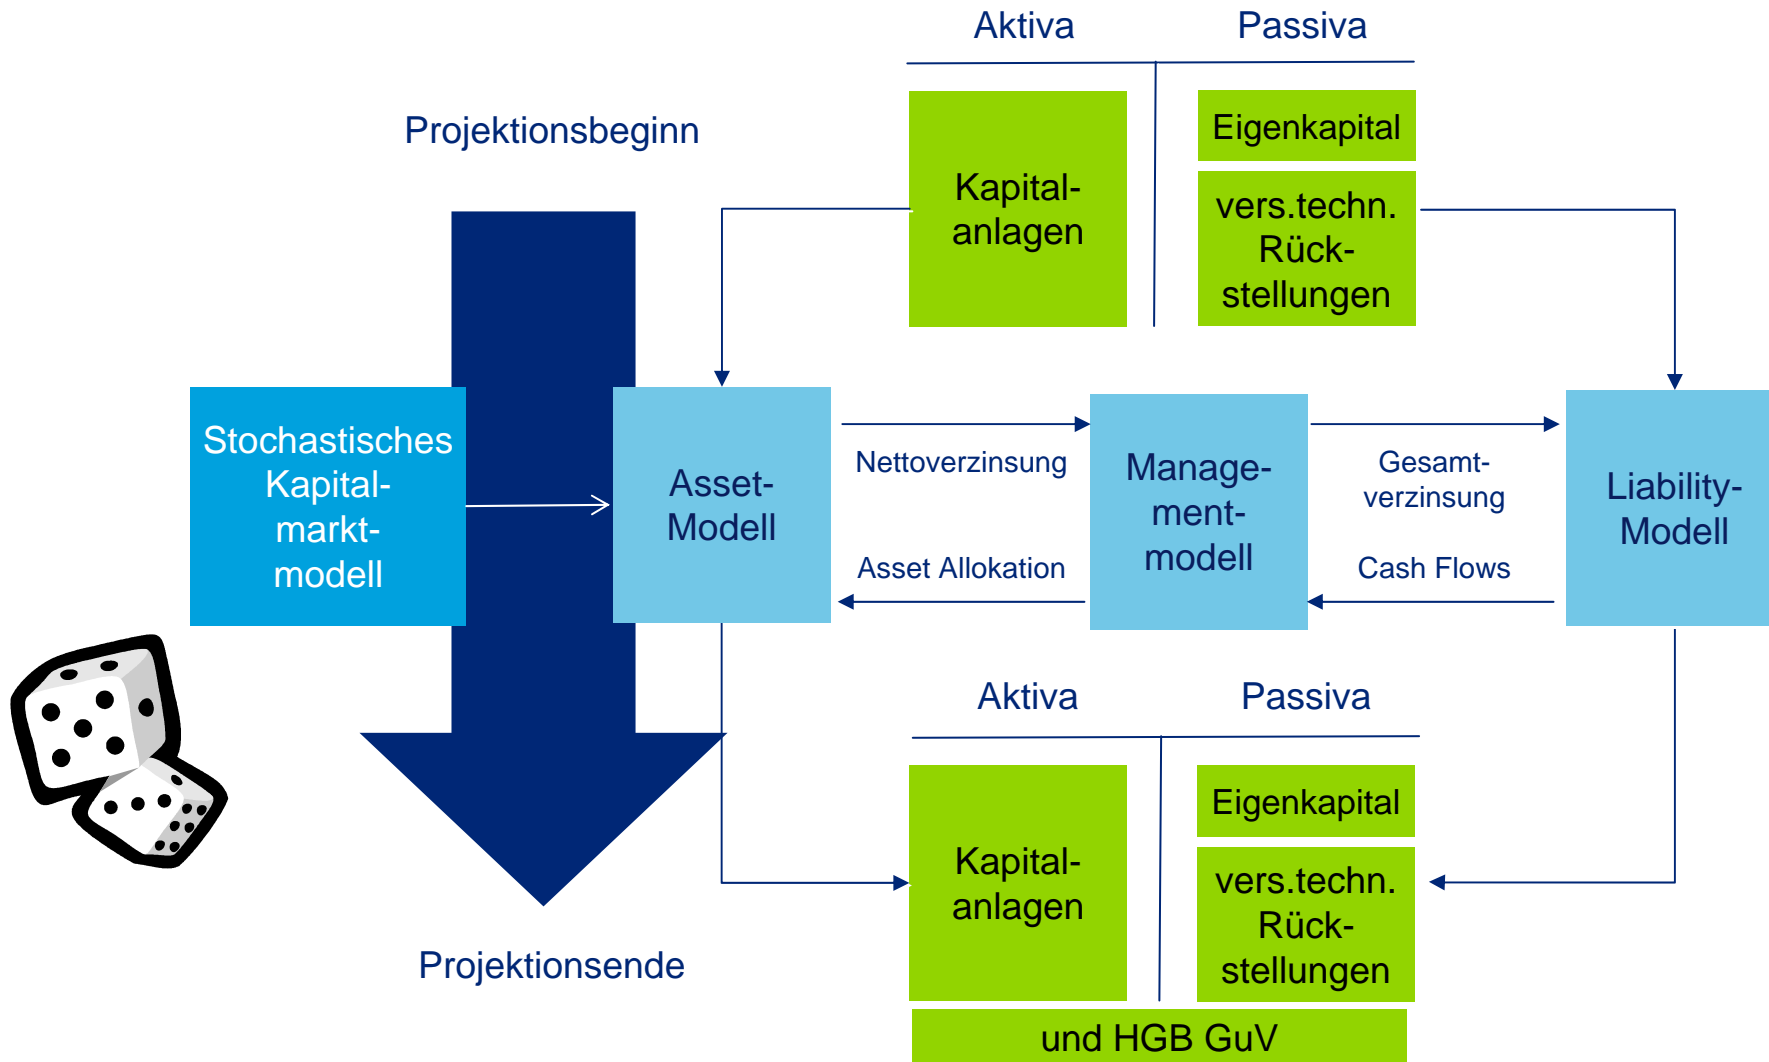 Aktiva
Passiva
Projektionsbeginn
Kapital-
anlagen
Eigenkapital
vers.techn.
Rück-
stellungen
Stochastisches
Kapital-
markt-
modell
Asset-
Modell
Nettoverzinsung
Asset Allokation
Manage-
ment-
modell
Gesamt-
verzinsung
Cash Flows
Liability-
Modell
Aktiva
Passiva
Kapital-
anlagen
Eigenkapital
vers.techn.
Rück-
stellungen
Projektionsende
und HGB GuV